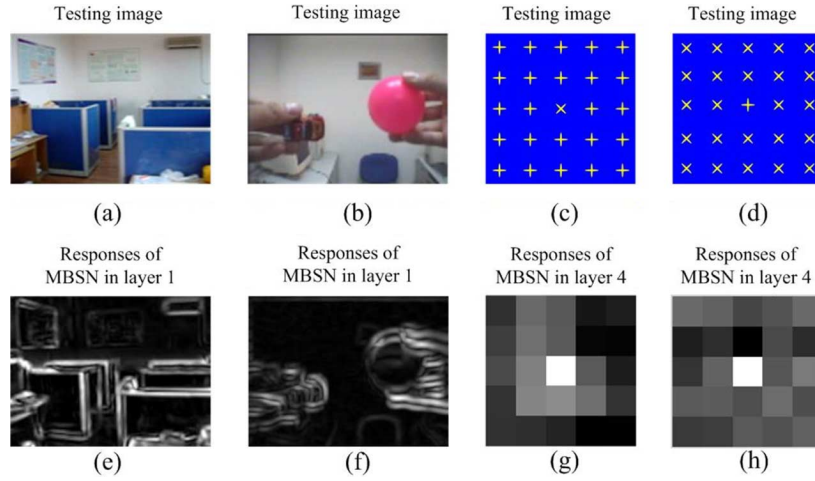 Testing image
Testing image
Testing image
Testing image
(a)
(b)
(c)
(d)
Responses of
MBSN in layer 1
Responses of
MBSN in layer 1
Responses of
MBSN in layer 4
Responses of
MBSN in layer 4
(e)
(f)
(g)
(h)